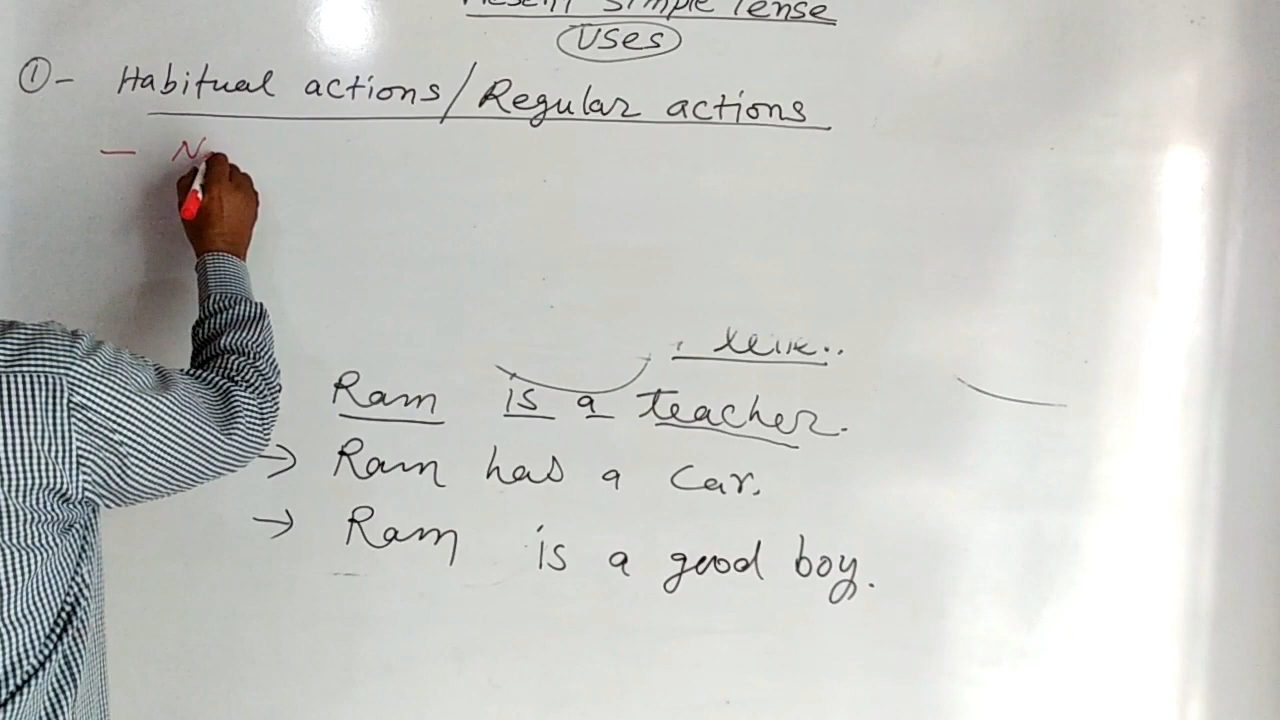 Present Simple Tense
Uses
①- Habitual actions/Regular actions
— N
Ram is a teacher.
→ Ram has a car.
→ Ram is a good boy.